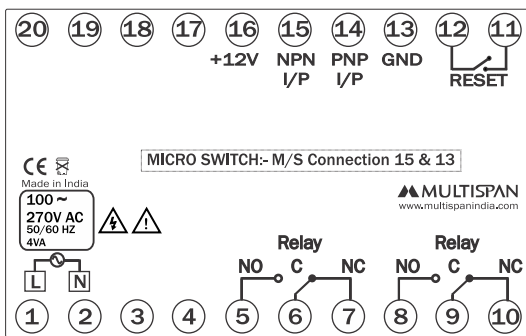 20 19 18 17 16 15 14 13 12 11
+12V NPN PNP GND
I/P I/P RESET
MICRO SWITCH:- M/S Connection 15 & 13
CE
Made in India
100 ~
270V AC
50/60 HZ
4VA
L N
MULTISPAN
www.multispanindia.com
Relay Relay
NO C NC NO C NC
1 2 3 4 5 6 7 8 9 10